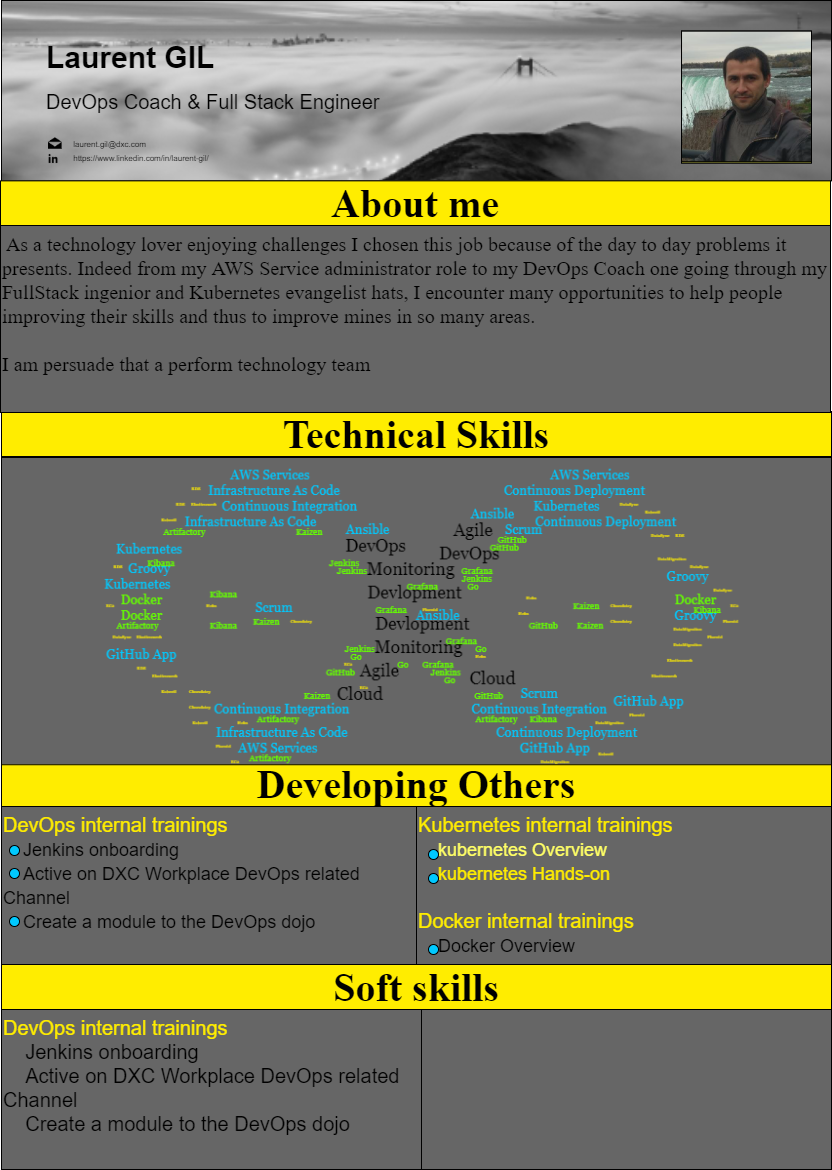 Laurent GIL
DevOps Coach & Full Stack Engineer
laurent.gil@dxc.com
in https://www.linkedin.com/in/laurent-gil/
About me
As a technology lover enjoying challenges I chosen this job because of the day to day problems it
presents. Indeed from my AWS Service administrator role to my DevOps Coach one going through my
FullStack ingenior and Kubernetes evangelist hats, I encounter many opportunities to help people
improving their skills and thus to improve mines in so many areas.
I am persuade that a perform technology team
Technical Skills
AWS Services AWS Services
Infrastructure As Code Continuous Deployment
Continuous Integration Kubernetes
Ansible
Infrastructure As Code Agile Scrum Continuous Deployment
Artifactory Kaizen Ansible
GitHub
Kubernetes DevOps DevOps GitHub
Groovy Kibana Jenkins Jenkins Monitoring Grafana Groovy
Kubernetes Jenkins
Grafana Go
Docker Kibana Devlopment Docker
Scrum Grafana Kaizen Kibana
Docker Ansible Groovy
Artifactory Kibana Kaizen Devlopment GitHub Kaizen
GitHub App Jenkins Monitoring Grafana Go
Go
GitHub Agile Go Grafana Jenkins
Go Cloud
Kaizen Cloud GitHub Scrum GitHub App
Continuous Integration Continuous Integration
Artifactory Artifactory Kibana
Infrastructure As Code Continuous Deployment
AWS Services GitHub App
Artifactory
Developing Others
DevOps internal trainings
Jenkins onboarding
Active on DXC Workplace DevOps related
Channel
Create a module to the DevOps dojo
Kubernetes internal trainings
kubernetes Overview
kubernetes Hands-on
Docker internal trainings
Docker Overview
Soft skills
DevOps internal trainings
Jenkins onboarding
Active on DXC Workplace DevOps related
Channel
Create a module to the DevOps dojo